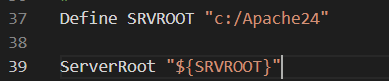 37 Define SRVROOT "c:/Apache24"
38
39 ServerRoot "${SRVROOT}"